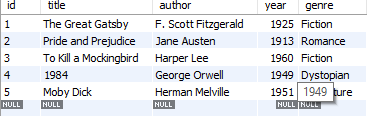 id title author year genre
1 The Great Gatsby F. Scott Fitzgerald 1925 Fiction
2 Pride and Prejudice Jane Austen 1913 Romance
3 To Kill a Mockingbird Harper Lee 1960 Fiction
4 1984 George Orwell 1949 Dystopian
5 Moby Dick Herman Melville 1951 1949 ture
NULL NULL NULL NULL NULL